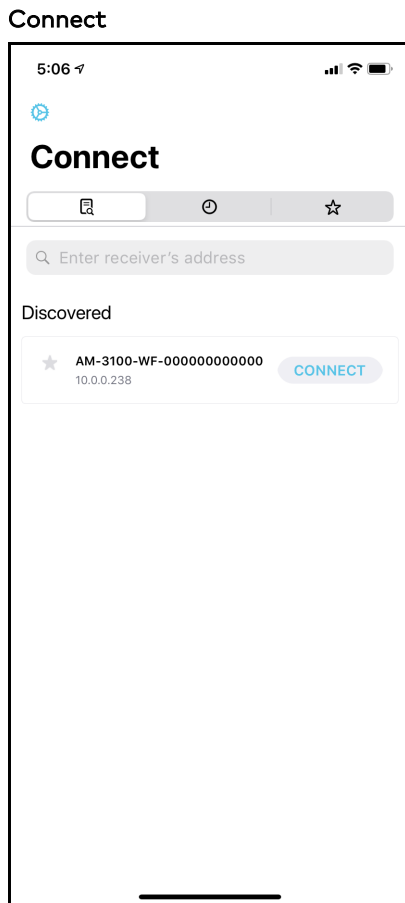 Connect
5:06
Connect
Enter receiver's address
Discovered
AM-3100-WF-000000000000
10.0.0.238
CONNECT